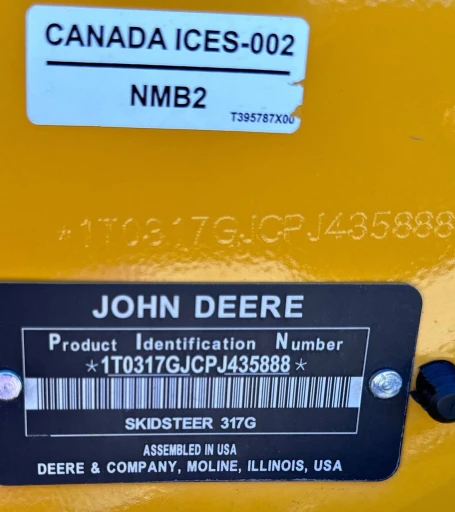 CANADA ICES-002
NMB2
T395787X00
*1T0317GJCPJ435888
JOHN DEERE
Product Identification Number
*1T0317GJCPJ435888*
SKIDSTEER 317G
ASSEMBLED IN USA
DEERE & COMPANY, MOLINE, ILLINOIS, USA